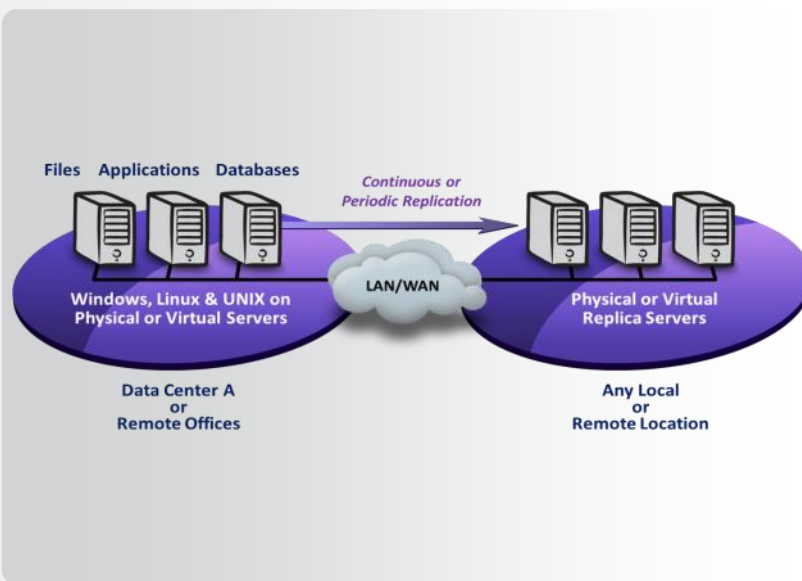 Files Applications Databases
Continuous or
Periodic Replication
LAN/WAN
Windows, Linux & UNIX on
Physical or Virtual Servers
Physical or Virtual
Replica Servers
Data Center A
or
Remote Offices
Any Local
or
Remote Location